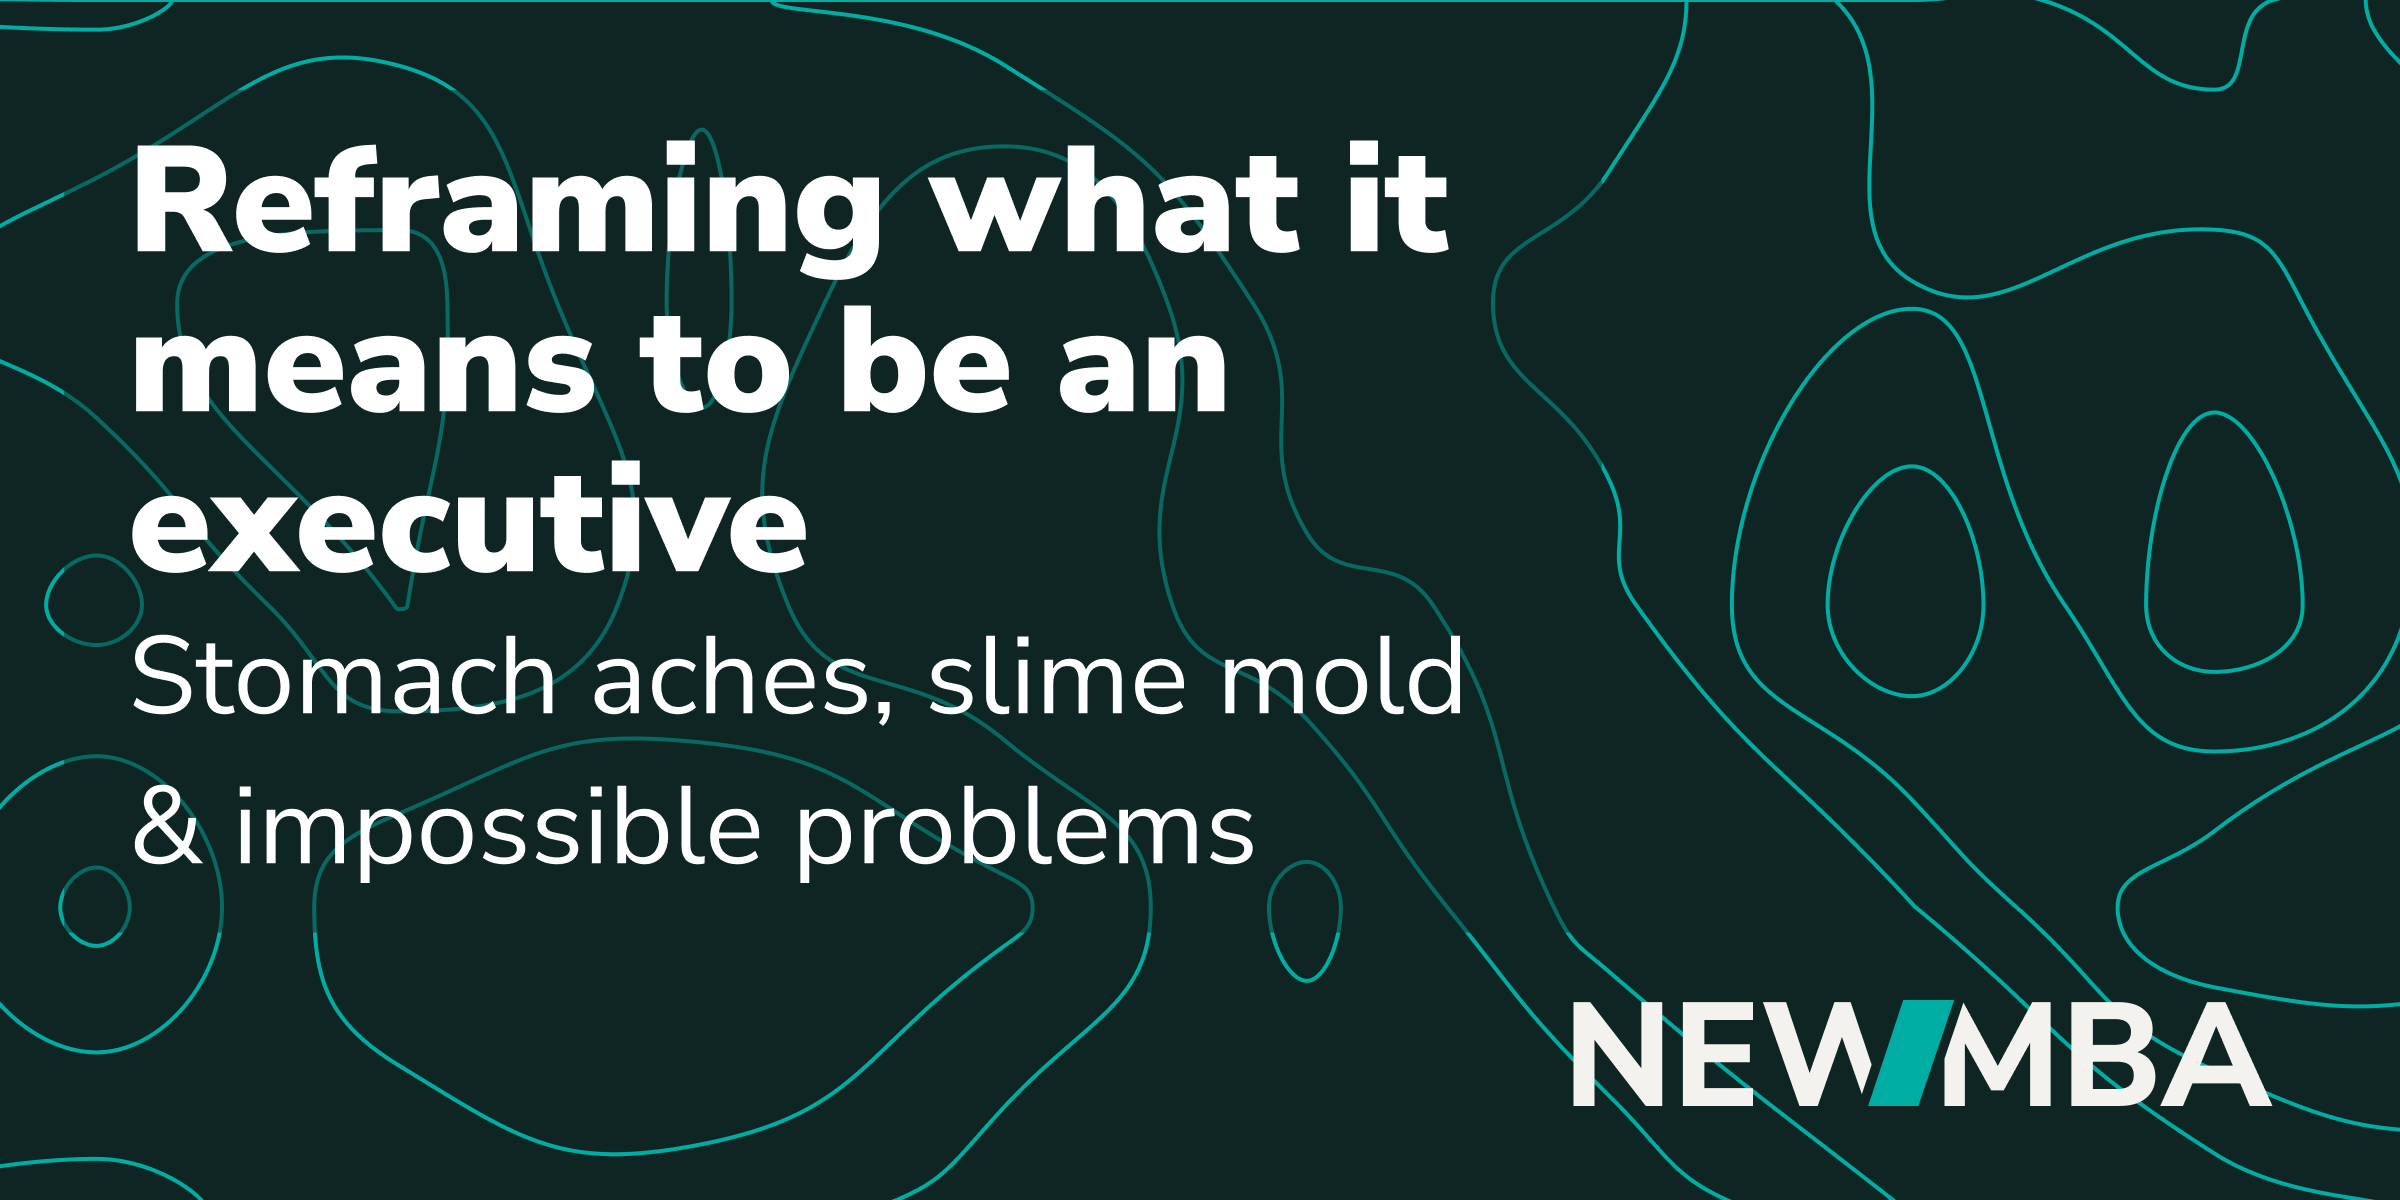 Reframing what it
means to be an
executive
Stomach aches, slime mold
& impossible problems
NEW/MBA